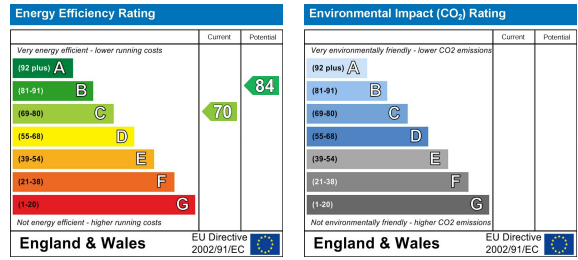 Energy Efficiency Rating
Current Potential
Very energy efficient - lower running costs
(92 plus) A
(81-91) B
84
(69-80) C
70
(55-68) D
(39-54) E
(21-38) F
(1-20) G
Not energy efficient - higher running costs
England & Wales
EU Directive
2002/91/EC
Environmental Impact (CO₂) Rating
Current Potential
Very environmentally friendly - lower CO2 emissions
(92 plus) A
(81-91) B
(69-80) C
(55-68) D
(39-54) E
(21-38) F
(1-20) G
Not environmentally friendly - higher CO2 emissions
England & Wales
EU Directive
2002/91/EC